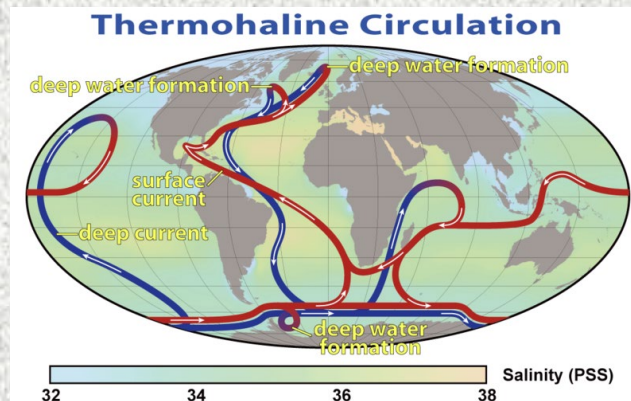 Thermohaline Circulation
deep water formation
deep water formation
surface
current
deep current
deep water
formation
Salinity (PSS)
32 34 36 38